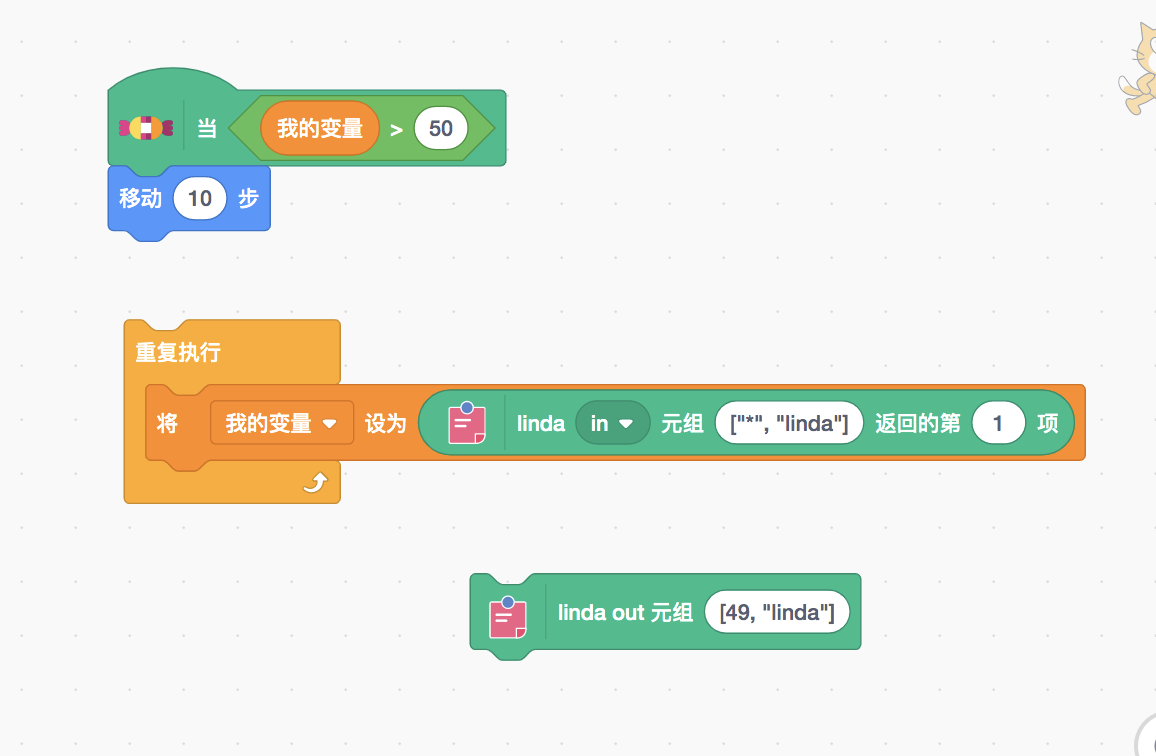 当 我的变量 > 50
移动 10 步
重复执行
将 我的变量 设为 linda in 元组 ["*", "linda"] 返回的第 1 项
linda out 元组 [49, "linda"]